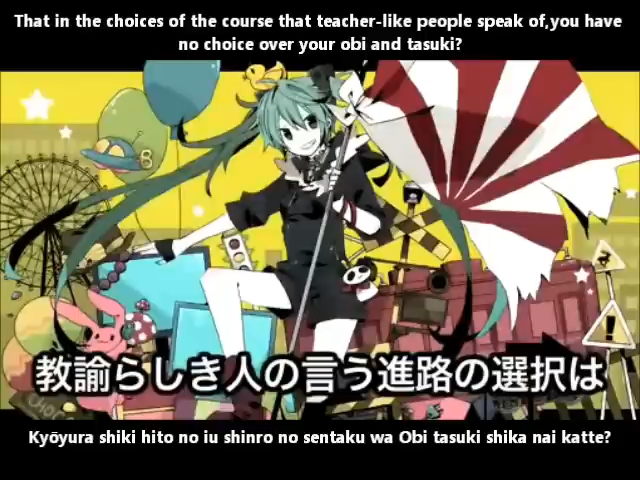 That in the choices of the course that teacher-like people speak of,you have
no choice over your obi and tasuki?
教諭らしき人の言う進路の選択は
Kyōyura shiki hito no iu shinro no sentaku wa Obi tasuki shika nai katte?